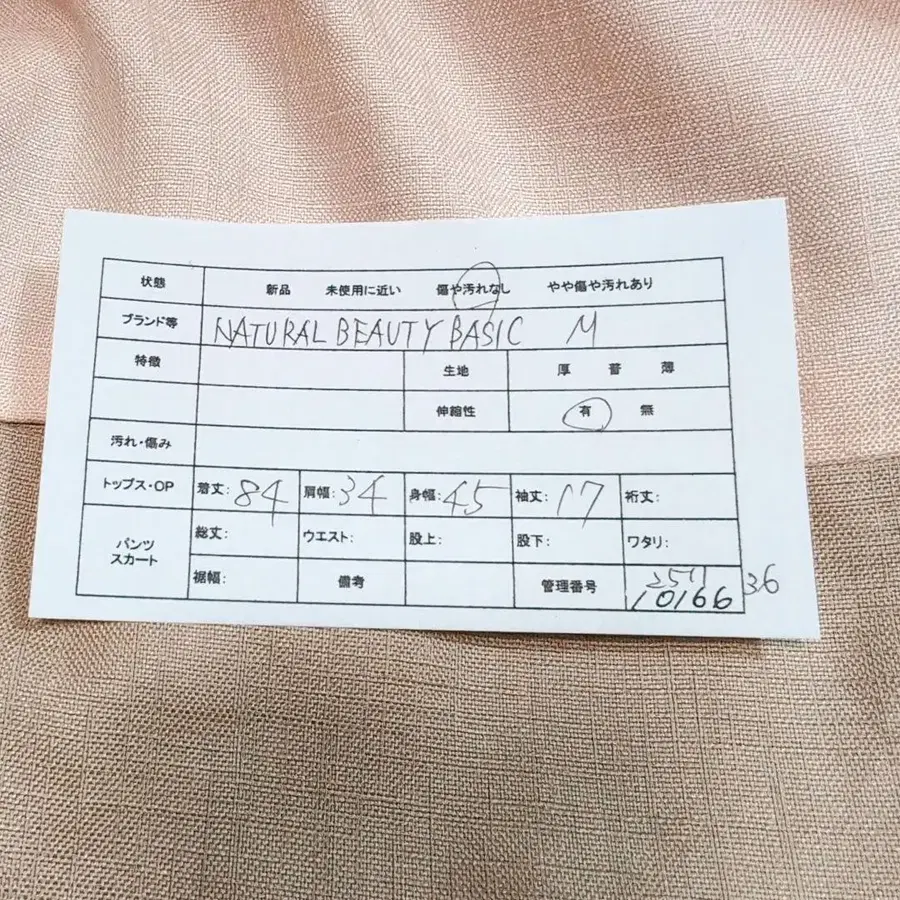 状態 新品 未使用に近い 傷や汚れなし やや傷や汚れあり
ブランド等 NATURAL BEAUTY BASIC M
特徴 生地 厚 普 薄
伸縮性 有 無
汚れ・傷み
トップス・OP 着丈: 84 肩幅: 34 身幅: 45 袖丈: 17 裄丈:
パンツ スカート 総丈: ウエスト: 股上: 股下: ワタリ:
裾幅: 備考 管理番号 10166 36